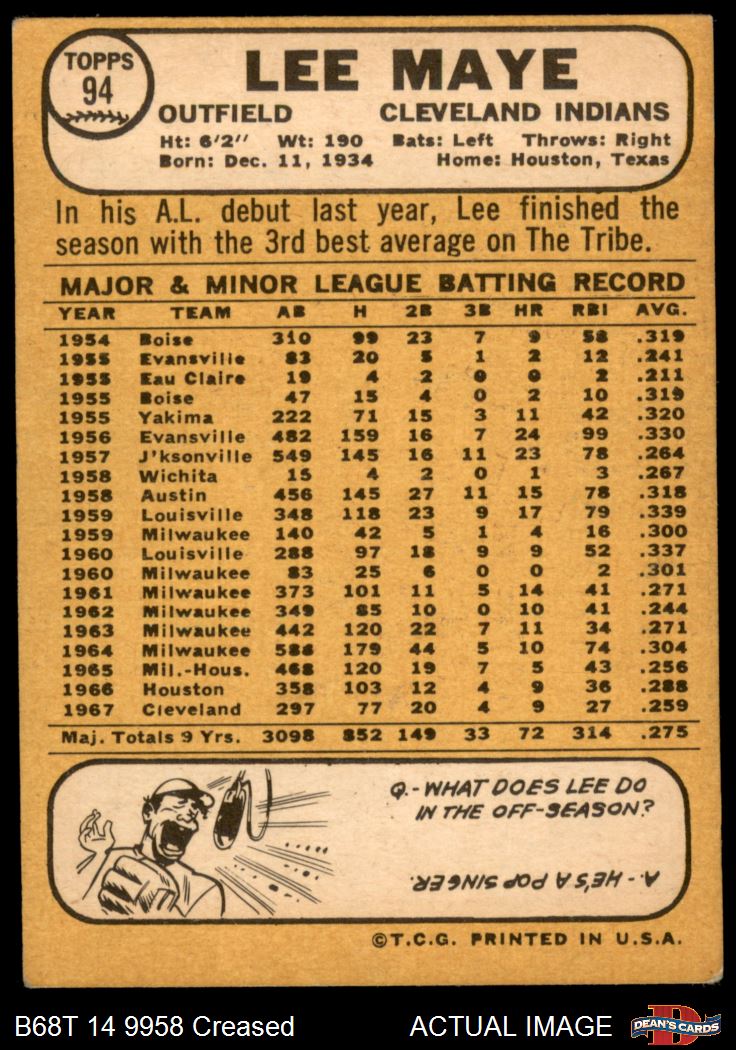 TOPPS
94
LEE MAYE
OUTFIELD CLEVELAND INDIANS
Ht: 6'2" Wt: 190 Bats: Left Throws: Right
Born: Dec. 11, 1934 Home: Houston, Texas
In his A.L. debut last year, Lee finished the
season with the 3rd best average on The Tribe.
MAJOR & MINOR LEAGUE BATTING RECORD
YEAR TEAM AB H 2B 3B HR RBI AVG.
1954 Boise 310 99 23 7 9 58 .319
1955 Evansville 83 20 5 1 2 12 .241
1955 Eau Claire 19 4 2 0 0 2 .211
1955 Boise 47 15 4 0 2 10 .319
1955 Yakima 222 71 15 3 11 42 .320
1956 Evansville 482 159 16 7 24 99 .330
1957 J'ksonville 549 145 16 11 23 78 .264
1958 Wichita 15 4 2 0 1 3 .267
1958 Austin 456 145 27 11 15 78 .318
1959 Louisville 348 118 23 9 17 79 .339
1959 Milwaukee 140 42 5 1 4 16 .300
1960 Louisville 288 97 18 9 9 52 .337
1960 Milwaukee 83 25 6 0 0 2 .301
1961 Milwaukee 373 101 11 5 14 41 .271
1962 Milwaukee 349 85 10 0 10 41 .244
1963 Milwaukee 442 120 22 7 11 34 .271
1964 Milwaukee 588 179 44 5 10 74 .304
1965 Mil.-Hous. 468 120 19 7 5 43 .256
1966 Houston 358 103 12 4 9 36 .288
1967 Cleveland 297 77 20 4 9 27 .259
Maj. Totals 9 Yrs. 3098 852 149 33 72 314 .275
Q.- WHAT DOES LEE DO
IN THE OFF-SEASON?
A.- HE'S A POP SINGER.
©T.C.G. PRINTED IN U.S.A.
B68T 14 9958 Creased ACTUAL IMAGE
D
DEAN'S CARDS